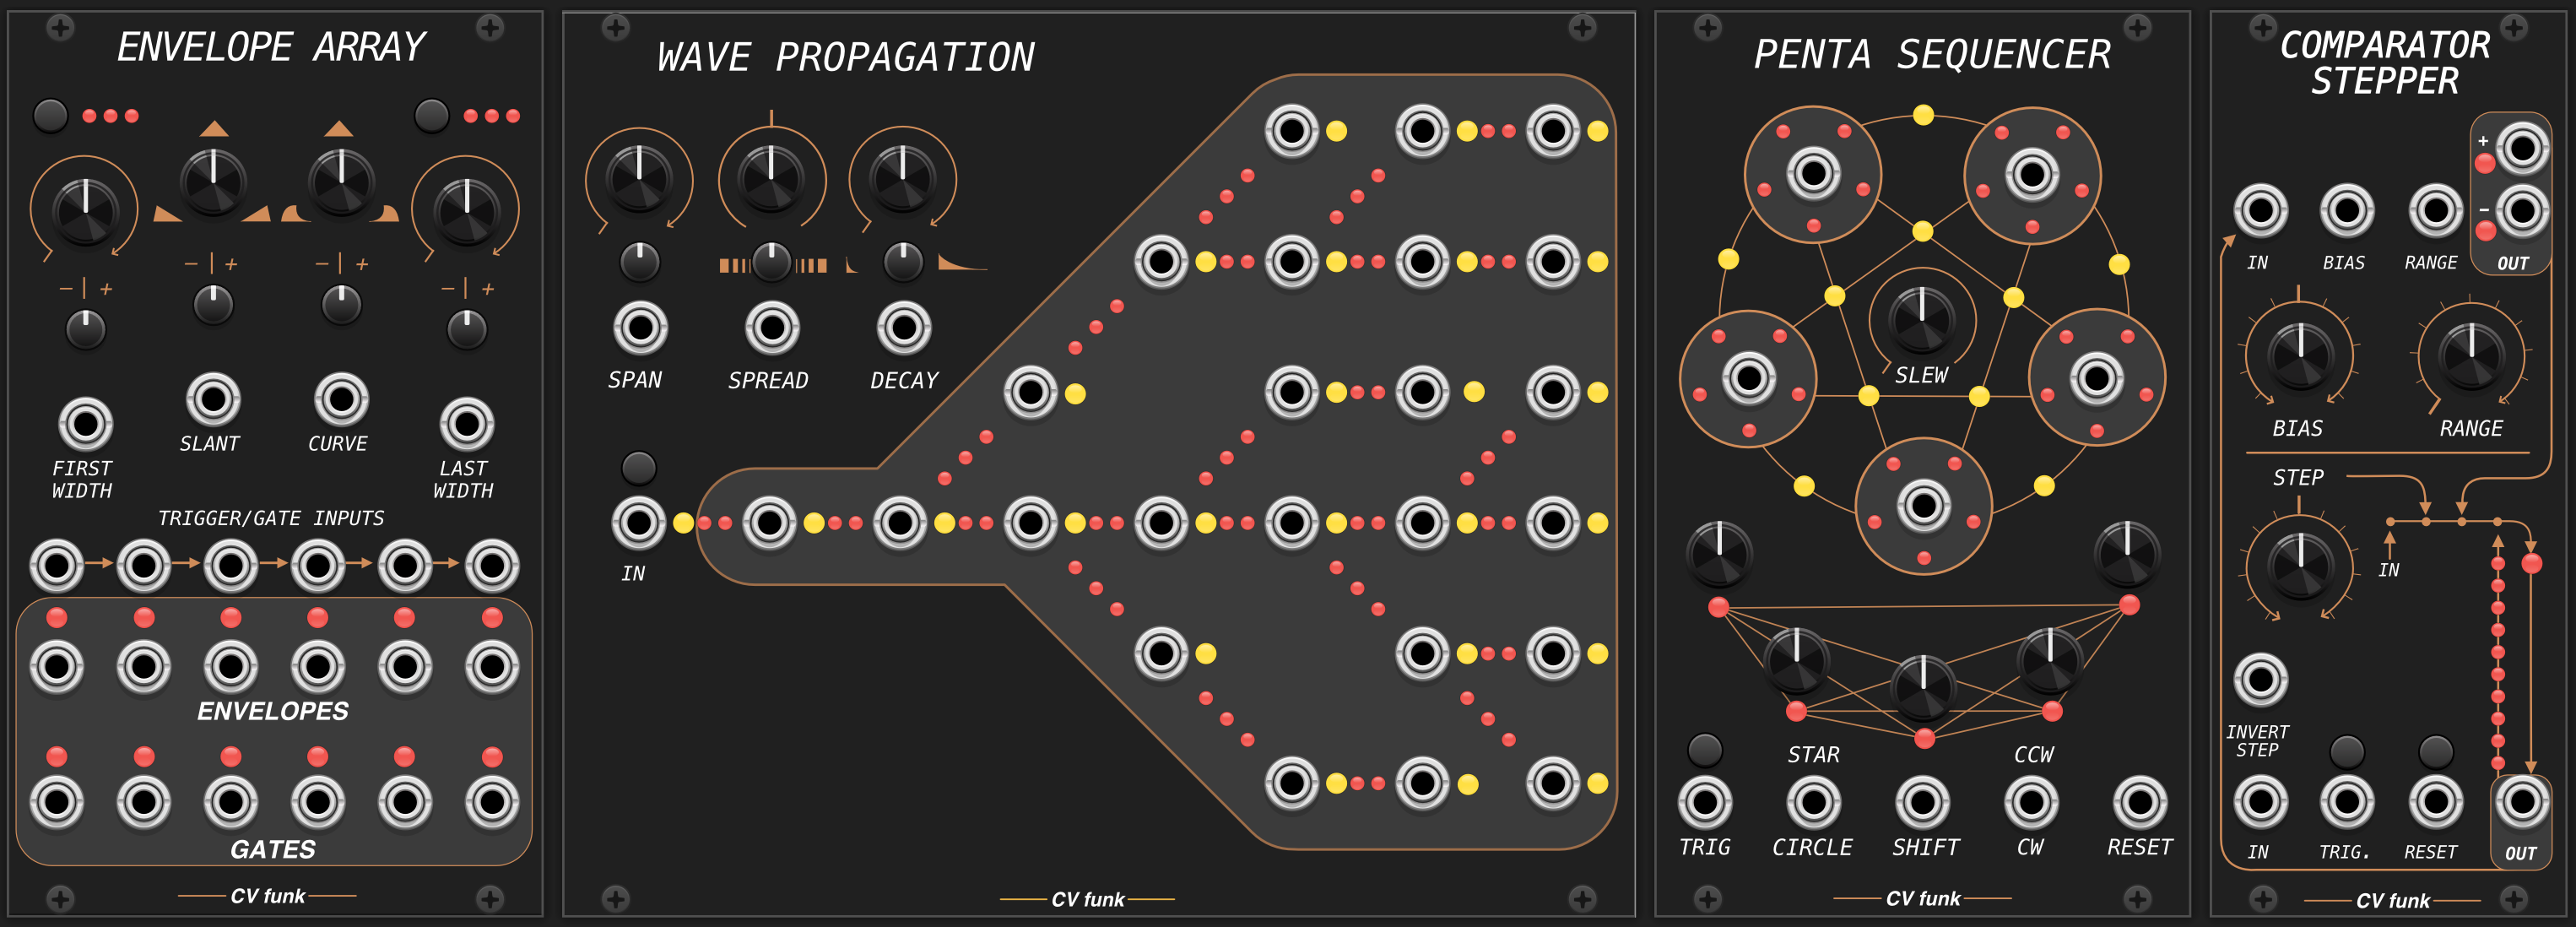 ENVELOPE ARRAY
− | +
− | +
− | +
− | +
SLANT
CURVE
FIRST
WIDTH
LAST
WIDTH
TRIGGER/GATE INPUTS
ENVELOPES
GATES
CV funk
WAVE PROPAGATION
SPAN
SPREAD
DECAY
IN
CV funk
PENTA SEQUENCER
SLEW
STAR
CCW
TRIG
CIRCLE
SHIFT
CW
RESET
CV funk
COMPARATOR
STEPPER
+
−
IN
BIAS
RANGE
OUT
BIAS
RANGE
STEP
IN
INVERT
STEP
IN
TRIG.
RESET
OUT
CV funk